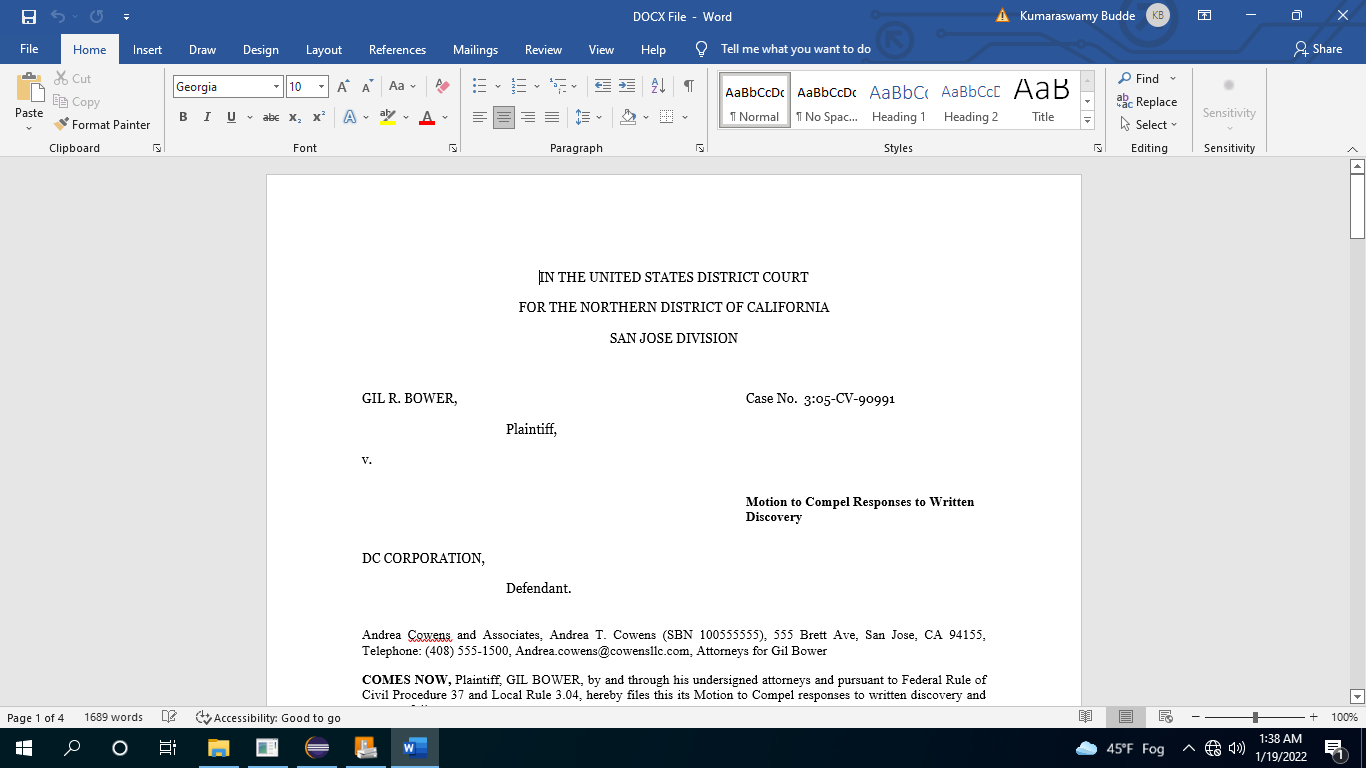 DOCX File - Word
Kumaraswamy Budde
KB
File Home Insert Draw Design Layout References Mailings Review View Help Tell me what you want to do
Share
Paste
Cut
Copy
Format Painter
Clipboard
Georgia 10
Font
Paragraph
AaBbCcDc AaBbCcDc AaBbCc AaBbCcD AaB
¶ Normal ¶ No Spac... Heading 1 Heading 2 Title
Styles
Find
Replace
Select
Editing
Sensitivity
Sensitivity
IN THE UNITED STATES DISTRICT COURT
FOR THE NORTHERN DISTRICT OF CALIFORNIA
SAN JOSE DIVISION
GIL R. BOWER, Case No. 3:05-CV-90991
Plaintiff,
v.
Motion to Compel Responses to Written
Discovery
DC CORPORATION,
Defendant.
Andrea Cowens and Associates, Andrea T. Cowens (SBN 100555555), 555 Brett Ave, San Jose, CA 94155,
Telephone: (408) 555-1500, Andrea.cowens@cowensllc.com, Attorneys for Gil Bower
COMES NOW, Plaintiff, GIL BOWER, by and through his undersigned attorneys and pursuant to Federal Rule of
Civil Procedure 37 and Local Rule 3.04, hereby files this its Motion to Compel responses to written discovery and
Page 1 of 4 1689 words Accessibility: Good to go 100%
45°F Fog
1:38 AM
1/19/2022
1